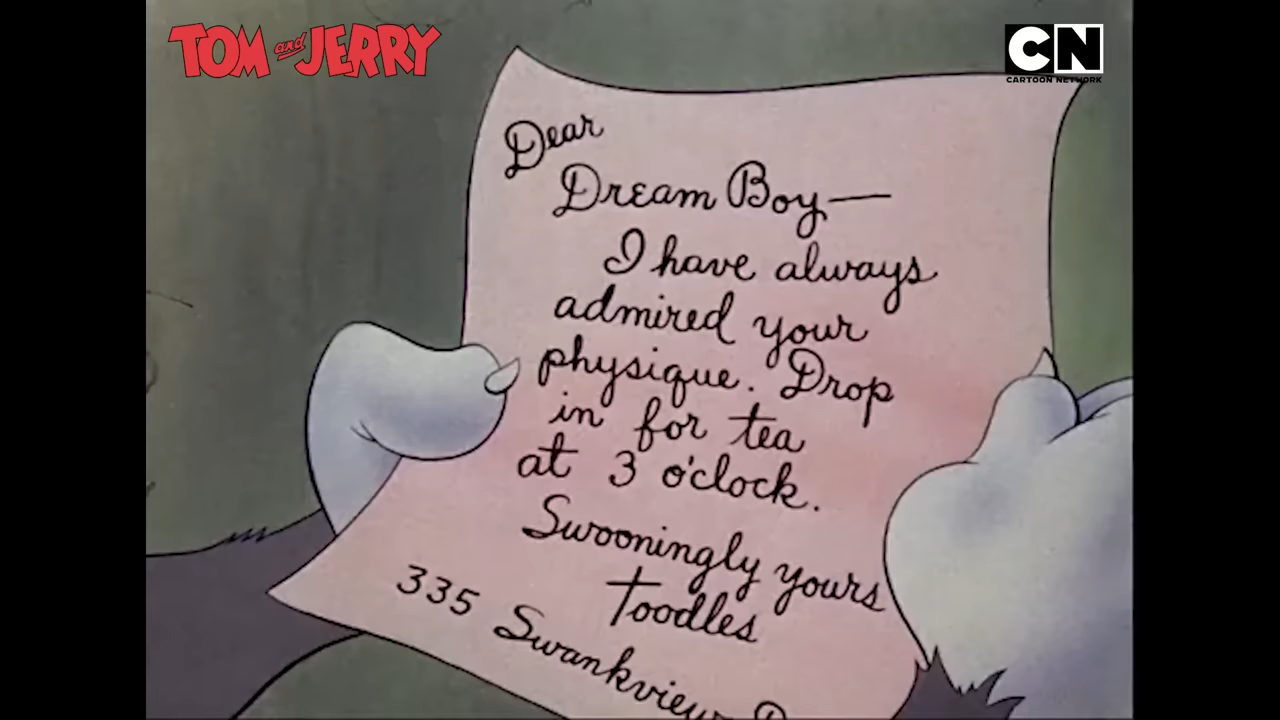 TOM and JERRY
CN
CARTOON NETWORK
Dear
Dream Boy—
I have always
admired your
physique. Drop
in for tea
at 3 o'clock.
Swooningly yours
Toodles
335 Swankview